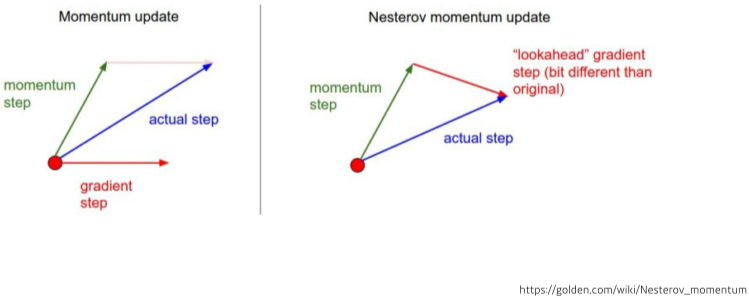 Momentum update
momentum
step
actual step
gradient
step
Nesterov momentum update
"lookahead" gradient
step (bit different than
original)
momentum
step
actual step
https://golden.com/wiki/Nesterov_momentum